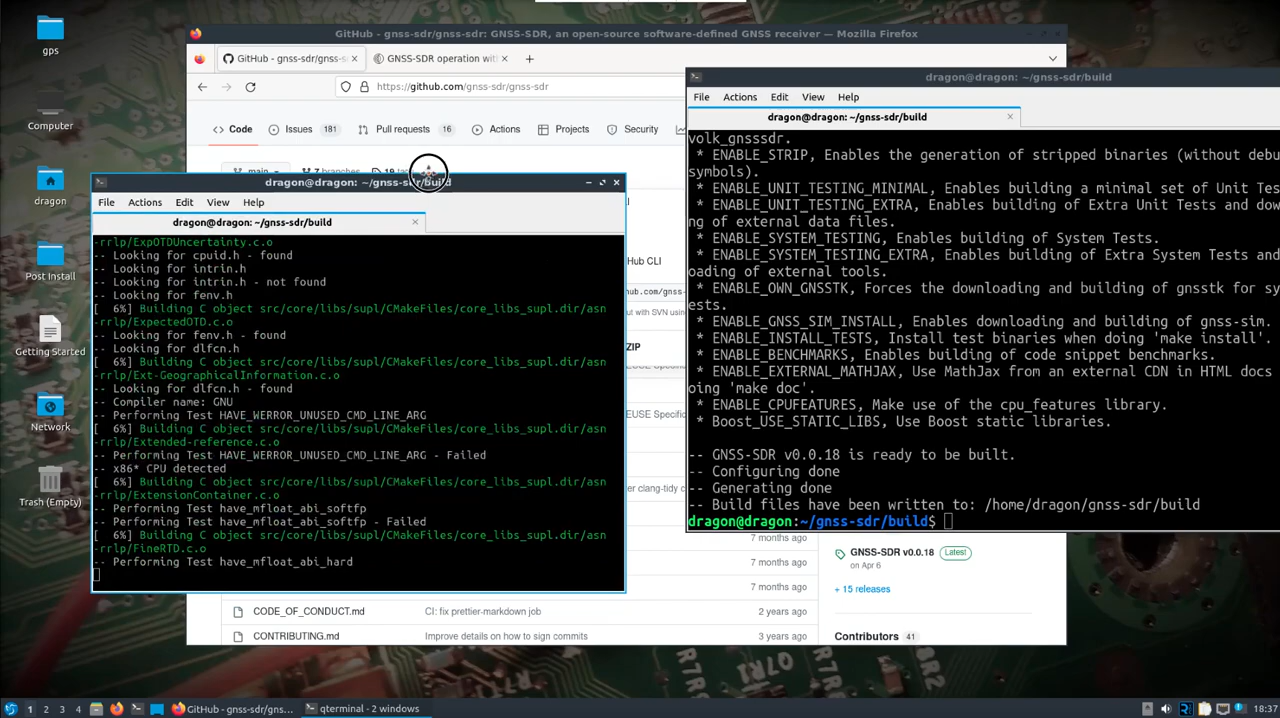 gps
Computer
dragon
Post Install
Getting Started
Network
Trash (Empty)
GitHub - gnss-sdr/gnss-sdr: GNSS-SDR, an open-source software-defined GNSS receiver — Mozilla Firefox
GitHub - gnss-sdr/gnss-s
GNSS-SDR operation wit
https://github.com/gnss-sdr/gnss-sdr
Code
Issues 181
Pull requests 16
Actions
Projects
Security
main
7 branches
19
dragon@dragon: ~/gnss-sdr/build
File Actions Edit View Help
dragon@dragon: ~/gnss-sdr/build
-rrlp/ExpOTDUncertainty.c.o
-- Looking for cpuid.h - found
-- Looking for intrin.h
-- Looking for intrin.h - not found
-- Looking for fenv.h
[  6%] Building C object src/core/libs/supl/CMakeFiles/core_libs_supl.dir/asn
-rrlp/ExpectedOTD.c.o
-- Looking for fenv.h - found
-- Looking for dlfcn.h
[  6%] Building C object src/core/libs/supl/CMakeFiles/core_libs_supl.dir/asn
-rrlp/Ext-GeographicalInformation.c.o
-- Looking for dlfcn.h - found
-- Compiler name: GNU
-- Performing Test HAVE_WERROR_UNUSED_CMD_LINE_ARG
[  6%] Building C object src/core/libs/supl/CMakeFiles/core_libs_supl.dir/asn
-rrlp/Extended-reference.c.o
-- Performing Test HAVE_WERROR_UNUSED_CMD_LINE_ARG - Failed
-- x86* CPU detected
[  6%] Building C object src/core/libs/supl/CMakeFiles/core_libs_supl.dir/asn
-rrlp/ExtensionContainer.c.o
-- Performing Test have_mfloat_abi_softfp
-- Performing Test have_mfloat_abi_softfp - Failed
[  6%] Building C object src/core/libs/supl/CMakeFiles/core_libs_supl.dir/asn
-rrlp/FineRTD.c.o
-- Performing Test have_mfloat_abi_hard
Hub CLI
ub.com/gnss-
ut with SVN using
ZIP
EUSE Specific
er clang-tidy c
7 months ago
7 months ago
7 months ago
CODE_OF_CONDUCT.md CI: fix prettier-markdown job 2 years ago
CONTRIBUTING.md Improve details on how to sign commits 3 years ago
GNSS-SDR v0.0.18 Latest
on Apr 6
+ 15 releases
Contributors 41
dragon@dragon: ~/gnss-sdr/build
File Actions Edit View Help
dragon@dragon: ~/gnss-sdr/build
volk_gnsssdr.
* ENABLE_STRIP, Enables the generation of stripped binaries (without debu
symbols).
* ENABLE_UNIT_TESTING_MINIMAL, Enables building a minimal set of Unit Tes
* ENABLE_UNIT_TESTING_EXTRA, Enables building of Extra Unit Tests and dow
ng of external data files.
* ENABLE_SYSTEM_TESTING, Enables building of System Tests.
* ENABLE_SYSTEM_TESTING_EXTRA, Enables building of Extra System Tests and
oading of external tools.
* ENABLE_OWN_GNSSTK, Forces the downloading and building of gnsstk for sy
ests.
* ENABLE_GNSS_SIM_INSTALL, Enables downloading and building of gnss-sim.
* ENABLE_INSTALL_TESTS, Install test binaries when doing 'make install'.
* ENABLE_BENCHMARKS, Enables building of code snippet benchmarks.
* ENABLE_EXTERNAL_MATHJAX, Use MathJax from an external CDN in HTML docs
oing 'make doc'.
* ENABLE_CPUFEATURES, Make use of the cpu_features library.
* Boost_USE_STATIC_LIBS, Use Boost static libraries.
-- GNSS-SDR v0.0.18 is ready to be built.
-- Configuring done
-- Generating done
-- Build files have been written to: /home/dragon/gnss-sdr/build
dragon@dragon:~/gnss-sdr/build$
1 2 3 4
GitHub - gnss-sdr/gns...
qterminal - 2 windows
18:37